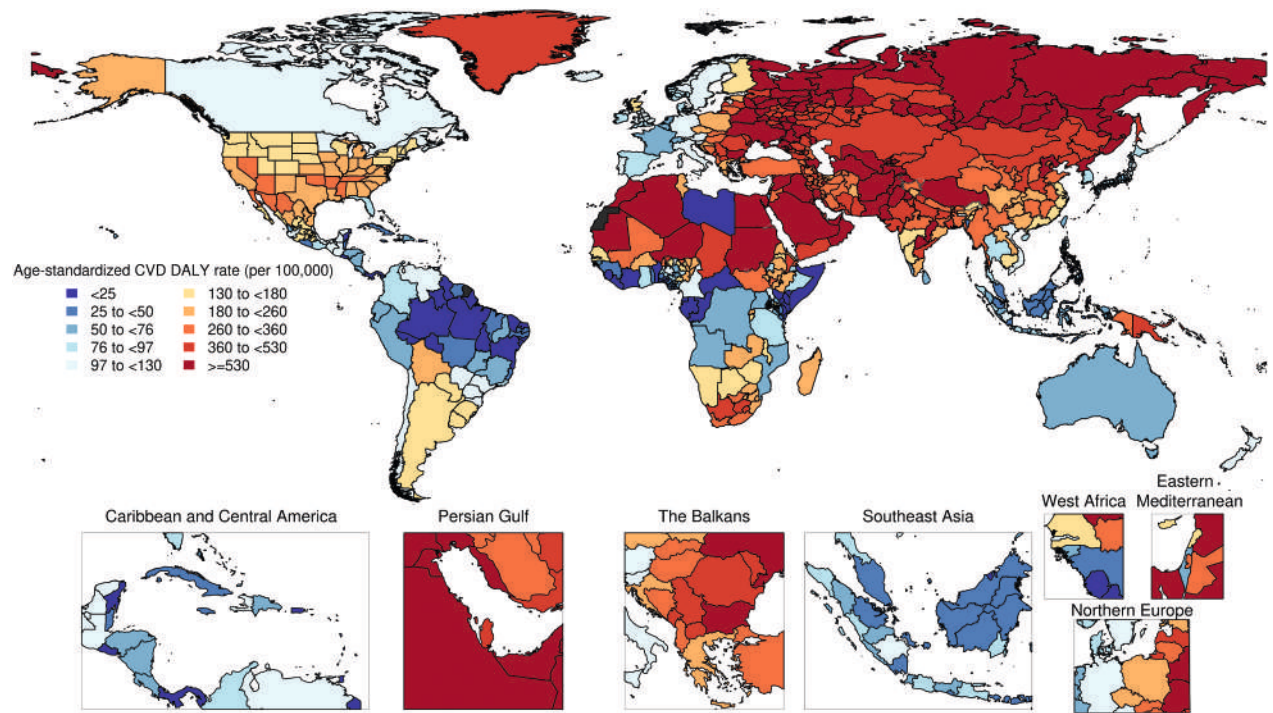 Age-standardized CVD DALY rate (per 100,000)
<25
25 to <50
50 to <76
76 to <97
97 to <130
130 to <180
180 to <260
260 to <360
360 to <530
>=530
Caribbean and Central America
Persian Gulf
The Balkans
Southeast Asia
West Africa
Eastern
Mediterranean
Northern Europe